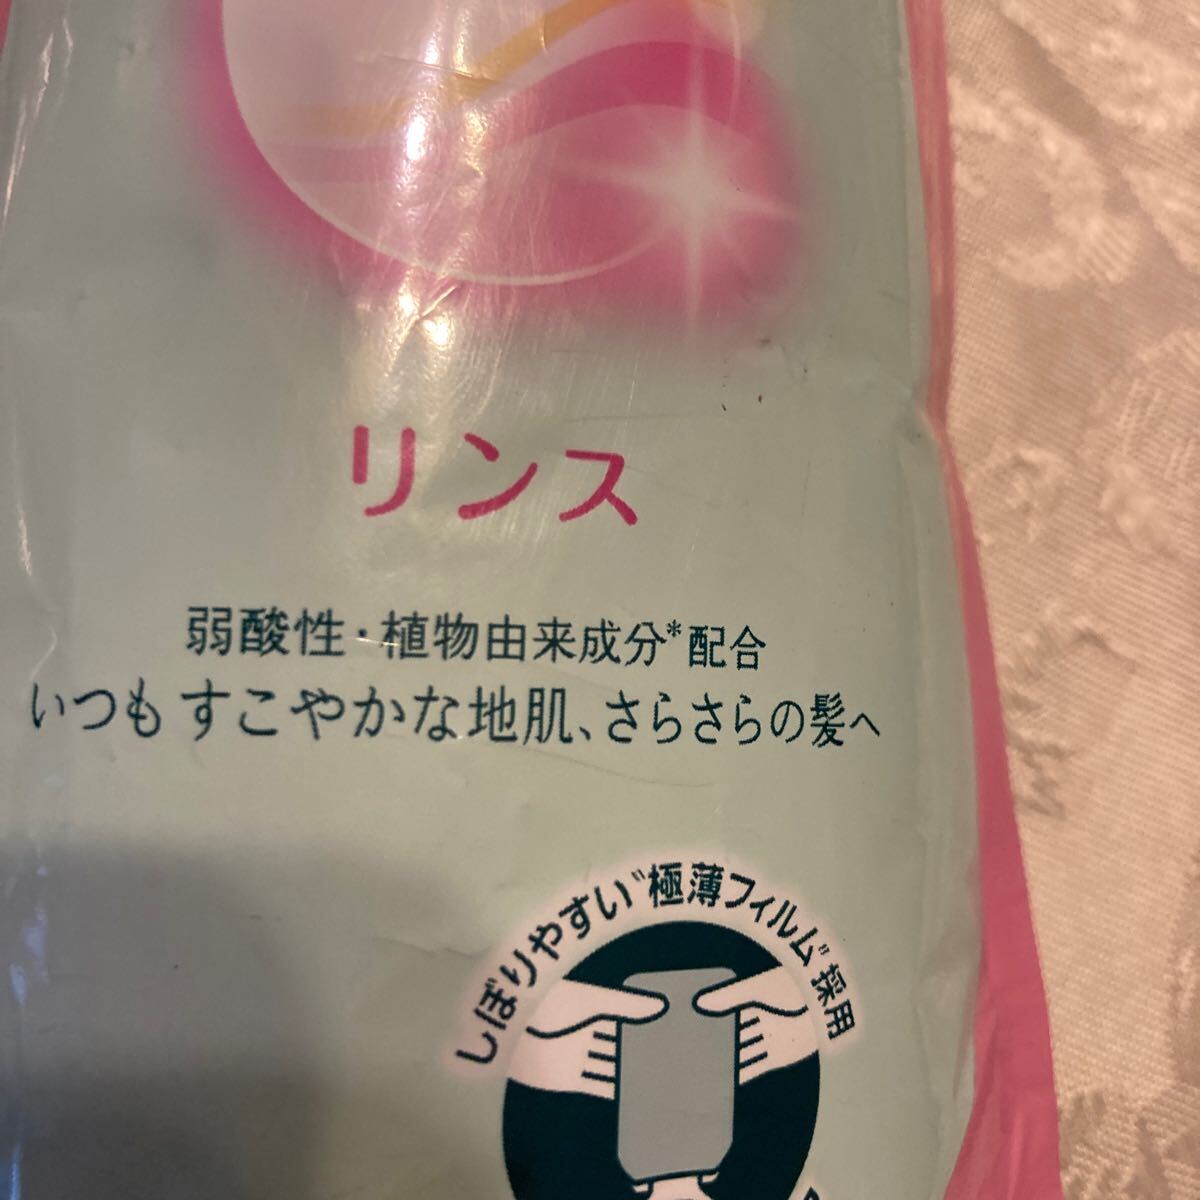 リンス
弱酸性・植物由来成分*配合
いつも すこやかな地肌、さらさらの髪へ
しぼりやすい"極薄フィルム"採用